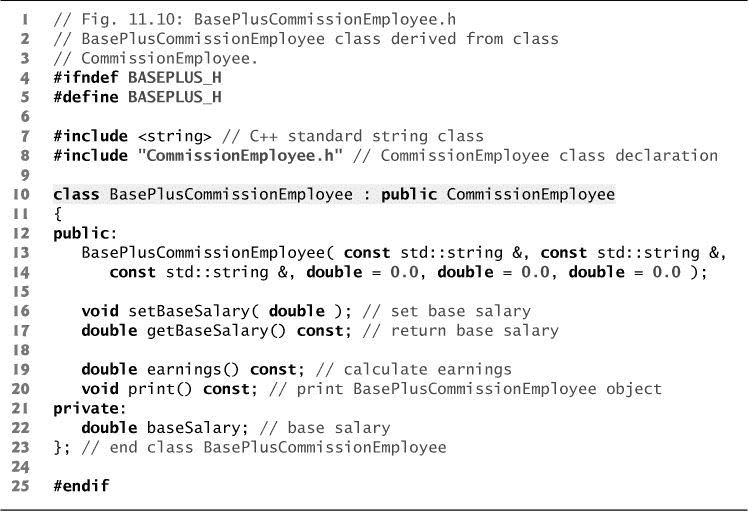 1 // Fig. 11.10: BasePlusCommissionEmployee.h
2 // BasePlusCommissionEmployee class derived from class
3 // CommissionEmployee.
4 #ifndef BASEPLUS_H
5 #define BASEPLUS_H
6
7 #include <string> // C++ standard string class
8 #include "CommissionEmployee.h" // CommissionEmployee class declaration
9
10 class BasePlusCommissionEmployee : public CommissionEmployee
11 {
12 public:
13    BasePlusCommissionEmployee( const std::string &, const std::string &,
14       const std::string &, double = 0.0, double = 0.0, double = 0.0 );
15
16    void setBaseSalary( double ); // set base salary
17    double getBaseSalary() const; // return base salary
18
19    double earnings() const; // calculate earnings
20    void print() const; // print BasePlusCommissionEmployee object
21 private:
22    double baseSalary; // base salary
23 }; // end class BasePlusCommissionEmployee
24
25 #endif